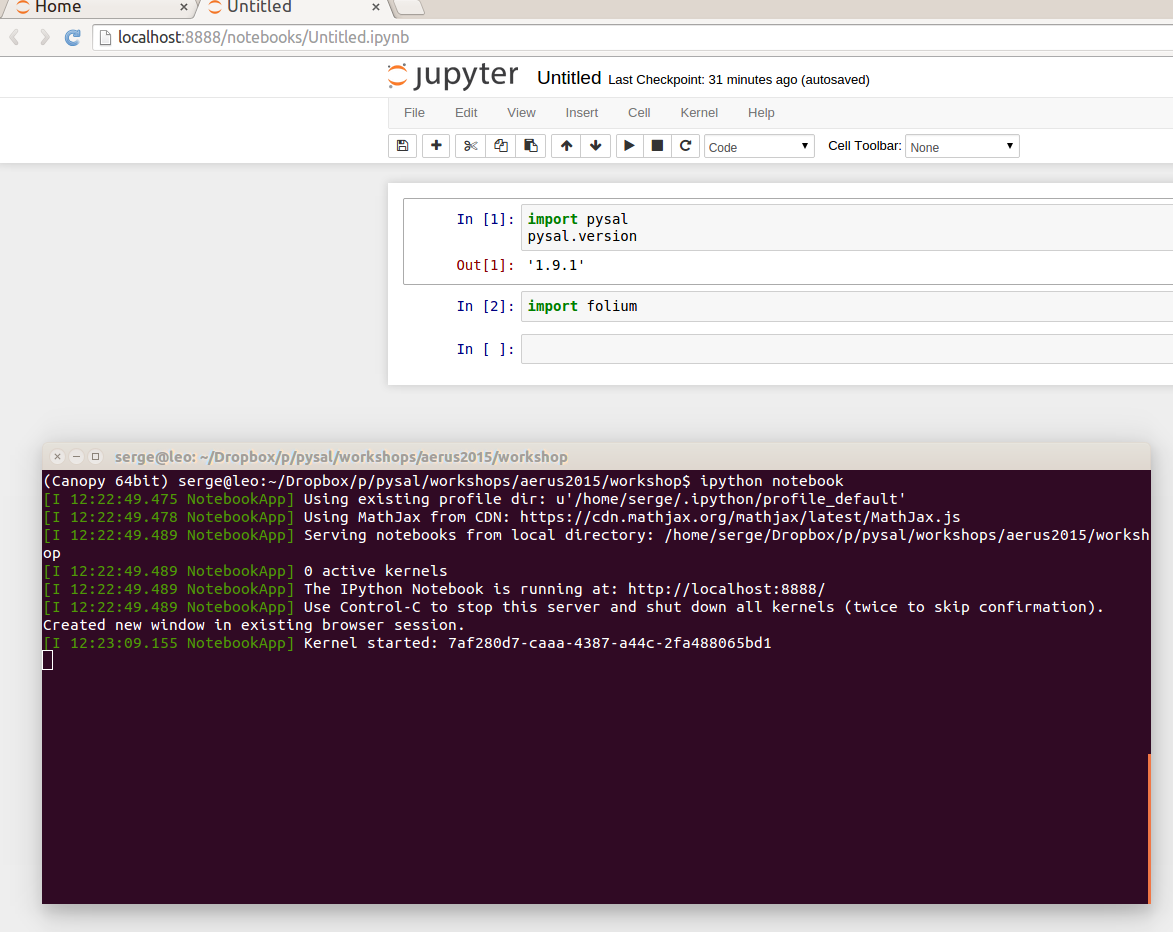 Home × Untitled ×
localhost:8888/notebooks/Untitled.ipynb
jupyter Untitled Last Checkpoint: 31 minutes ago (autosaved)
File Edit View Insert Cell Kernel Help
Code Cell Toolbar: None
In [1]: import pysal
pysal.version
Out[1]: '1.9.1'
In [2]: import folium
In [ ]:
serge@leo: ~/Dropbox/p/pysal/workshops/aerus2015/workshop
(Canopy 64bit) serge@leo:~/Dropbox/p/pysal/workshops/aerus2015/workshop$ ipython notebook
[I 12:22:49.475 NotebookApp] Using existing profile dir: u'/home/serge/.ipython/profile_default'
[I 12:22:49.478 NotebookApp] Using MathJax from CDN: https://cdn.mathjax.org/mathjax/latest/MathJax.js
[I 12:22:49.489 NotebookApp] Serving notebooks from local directory: /home/serge/Dropbox/p/pysal/workshops/aerus2015/worksh
op
[I 12:22:49.489 NotebookApp] 0 active kernels
[I 12:22:49.489 NotebookApp] The IPython Notebook is running at: http://localhost:8888/
[I 12:22:49.489 NotebookApp] Use Control-C to stop this server and shut down all kernels (twice to skip confirmation).
Created new window in existing browser session.
[I 12:23:09.155 NotebookApp] Kernel started: 7af280d7-caaa-4387-a44c-2fa488065bd1